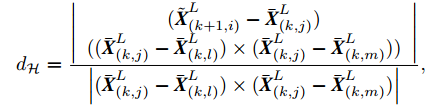 (X̃^L_{(k+1,i)} − X̄^L_{(k,j)})
((X̄^L_{(k,j)} − X̄^L_{(k,l)}) × (X̄^L_{(k,j)} − X̄^L_{(k,m)}))
d_ℋ = ,
|(X̄^L_{(k,j)} − X̄^L_{(k,l)}) × (X̄^L_{(k,j)} − X̄^L_{(k,m)})|